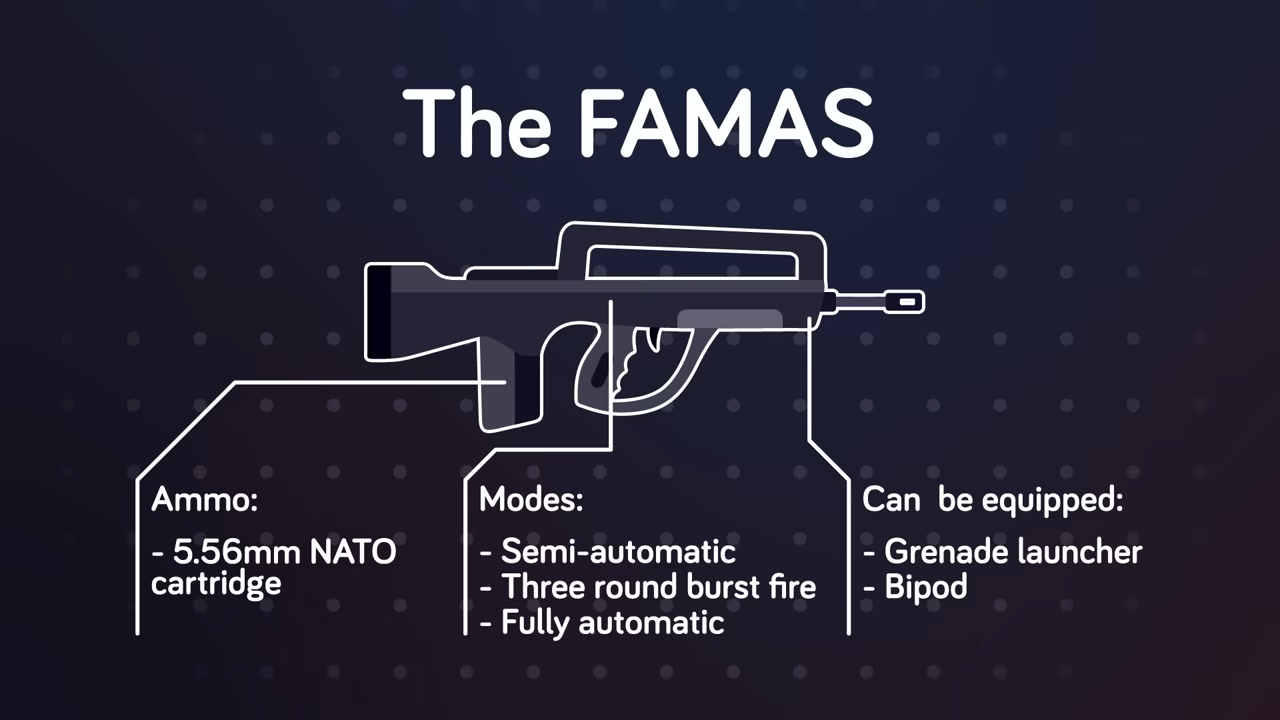 The FAMAS
Ammo:
- 5.56mm NATO
cartridge
Modes:
- Semi-automatic
- Three round burst fire
- Fully automatic
Can  be equipped:
- Grenade launcher
- Bipod